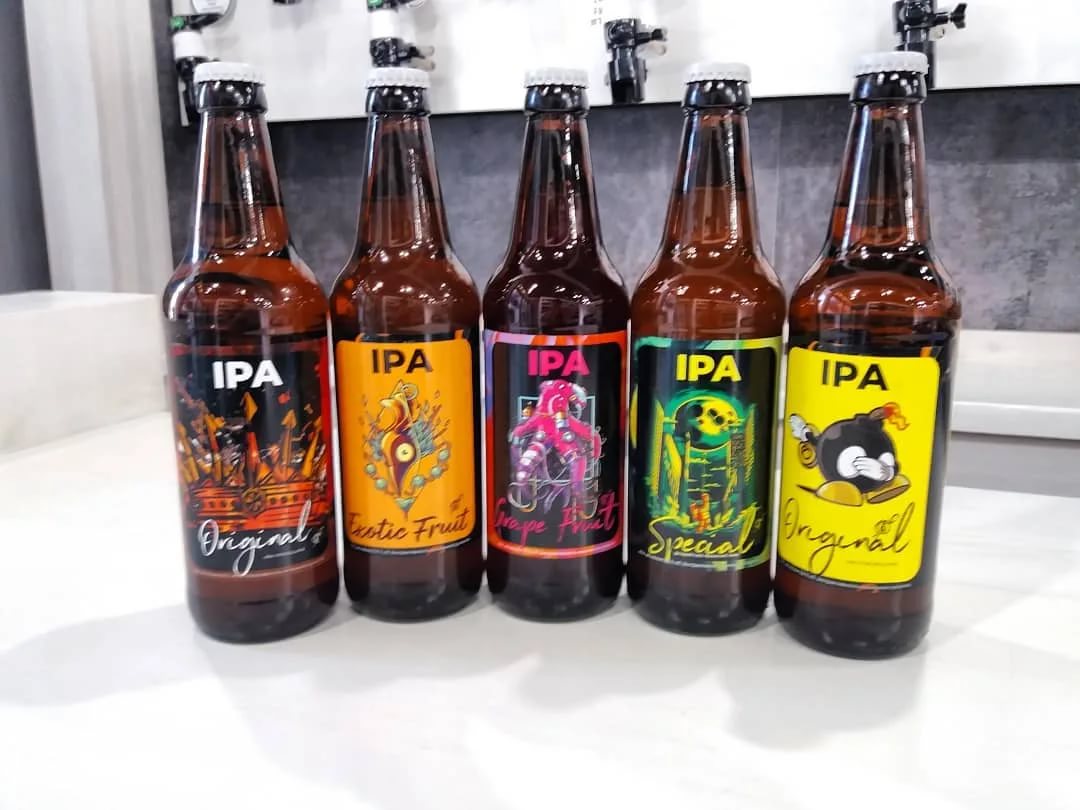 IPA
Original
IPA
Exotic Fruit
IPA
Grape Fruit
IPA
Special
IPA
Original